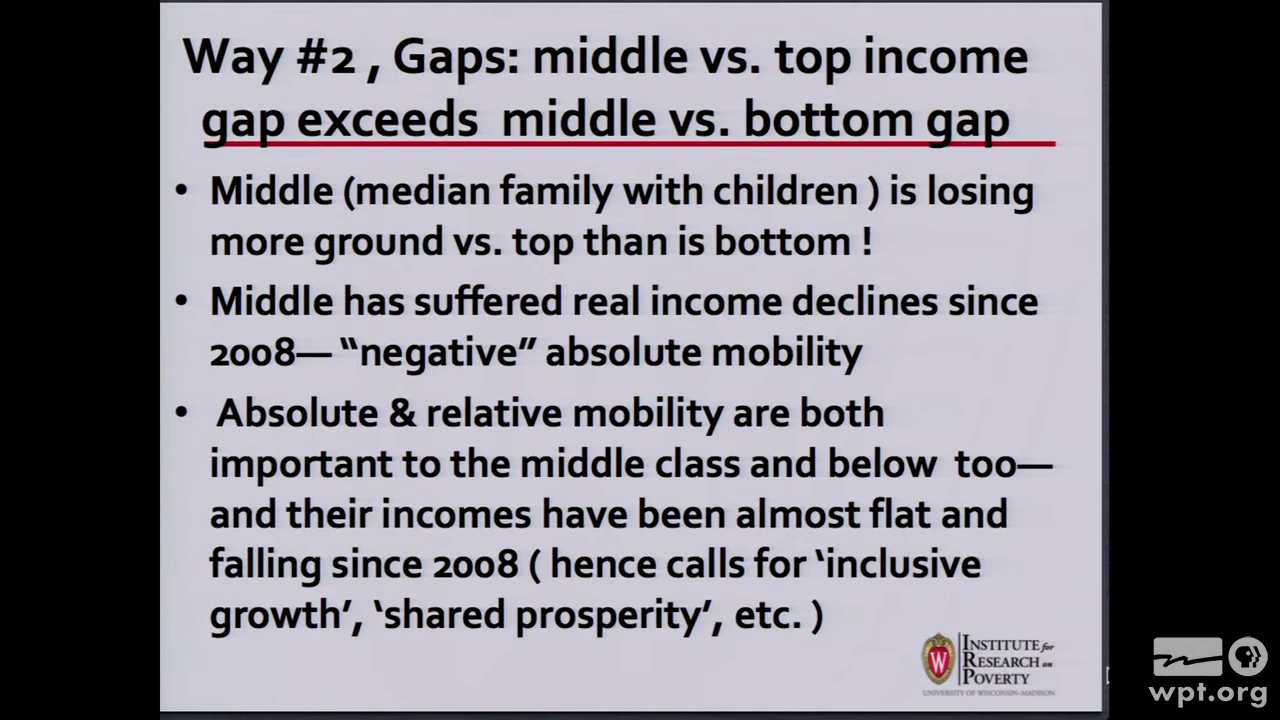 Way #2 , Gaps: middle vs. top income
gap exceeds  middle vs. bottom gap
• Middle (median family with children ) is losing
more ground vs. top than is bottom !
• Middle has suffered real income declines since
2008— “negative” absolute mobility
•  Absolute & relative mobility are both
important to the middle class and below  too—
and their incomes have been almost flat and
falling since 2008 ( hence calls for ‘inclusive
growth’, ‘shared prosperity’, etc. )
INSTITUTE for
RESEARCH on
POVERTY
UNIVERSITY OF WISCONSIN–MADISON
W
wpt.org